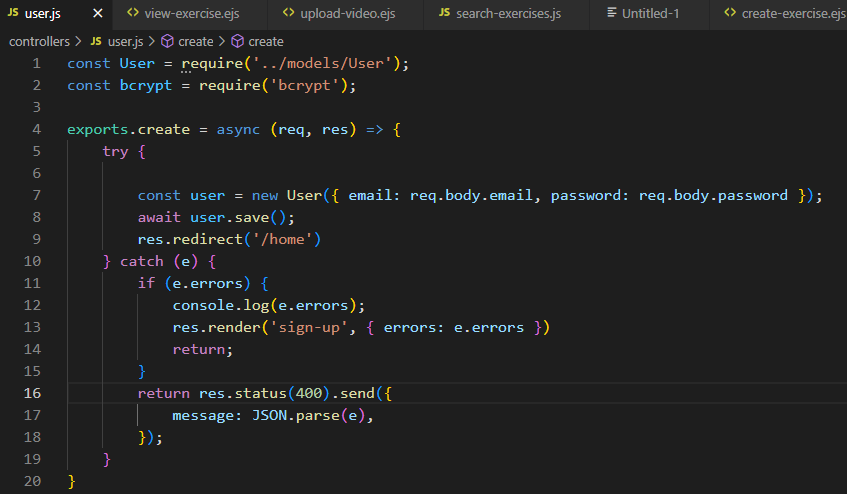 JS user.js × <> view-exercise.ejs <> upload-video.ejs JS search-exercises.js Untitled-1 <> create-exercise.ejs
controllers > JS user.js > create > create
1 const User = require('../models/User');
2 const bcrypt = require('bcrypt');
3
4 exports.create = async (req, res) => {
5     try {
6
7         const user = new User({ email: req.body.email, password: req.body.password });
8         await user.save();
9         res.redirect('/home')
10     } catch (e) {
11         if (e.errors) {
12             console.log(e.errors);
13             res.render('sign-up', { errors: e.errors })
14             return;
15         }
16         return res.status(400).send({
17             message: JSON.parse(e),
18         });
19     }
20 }